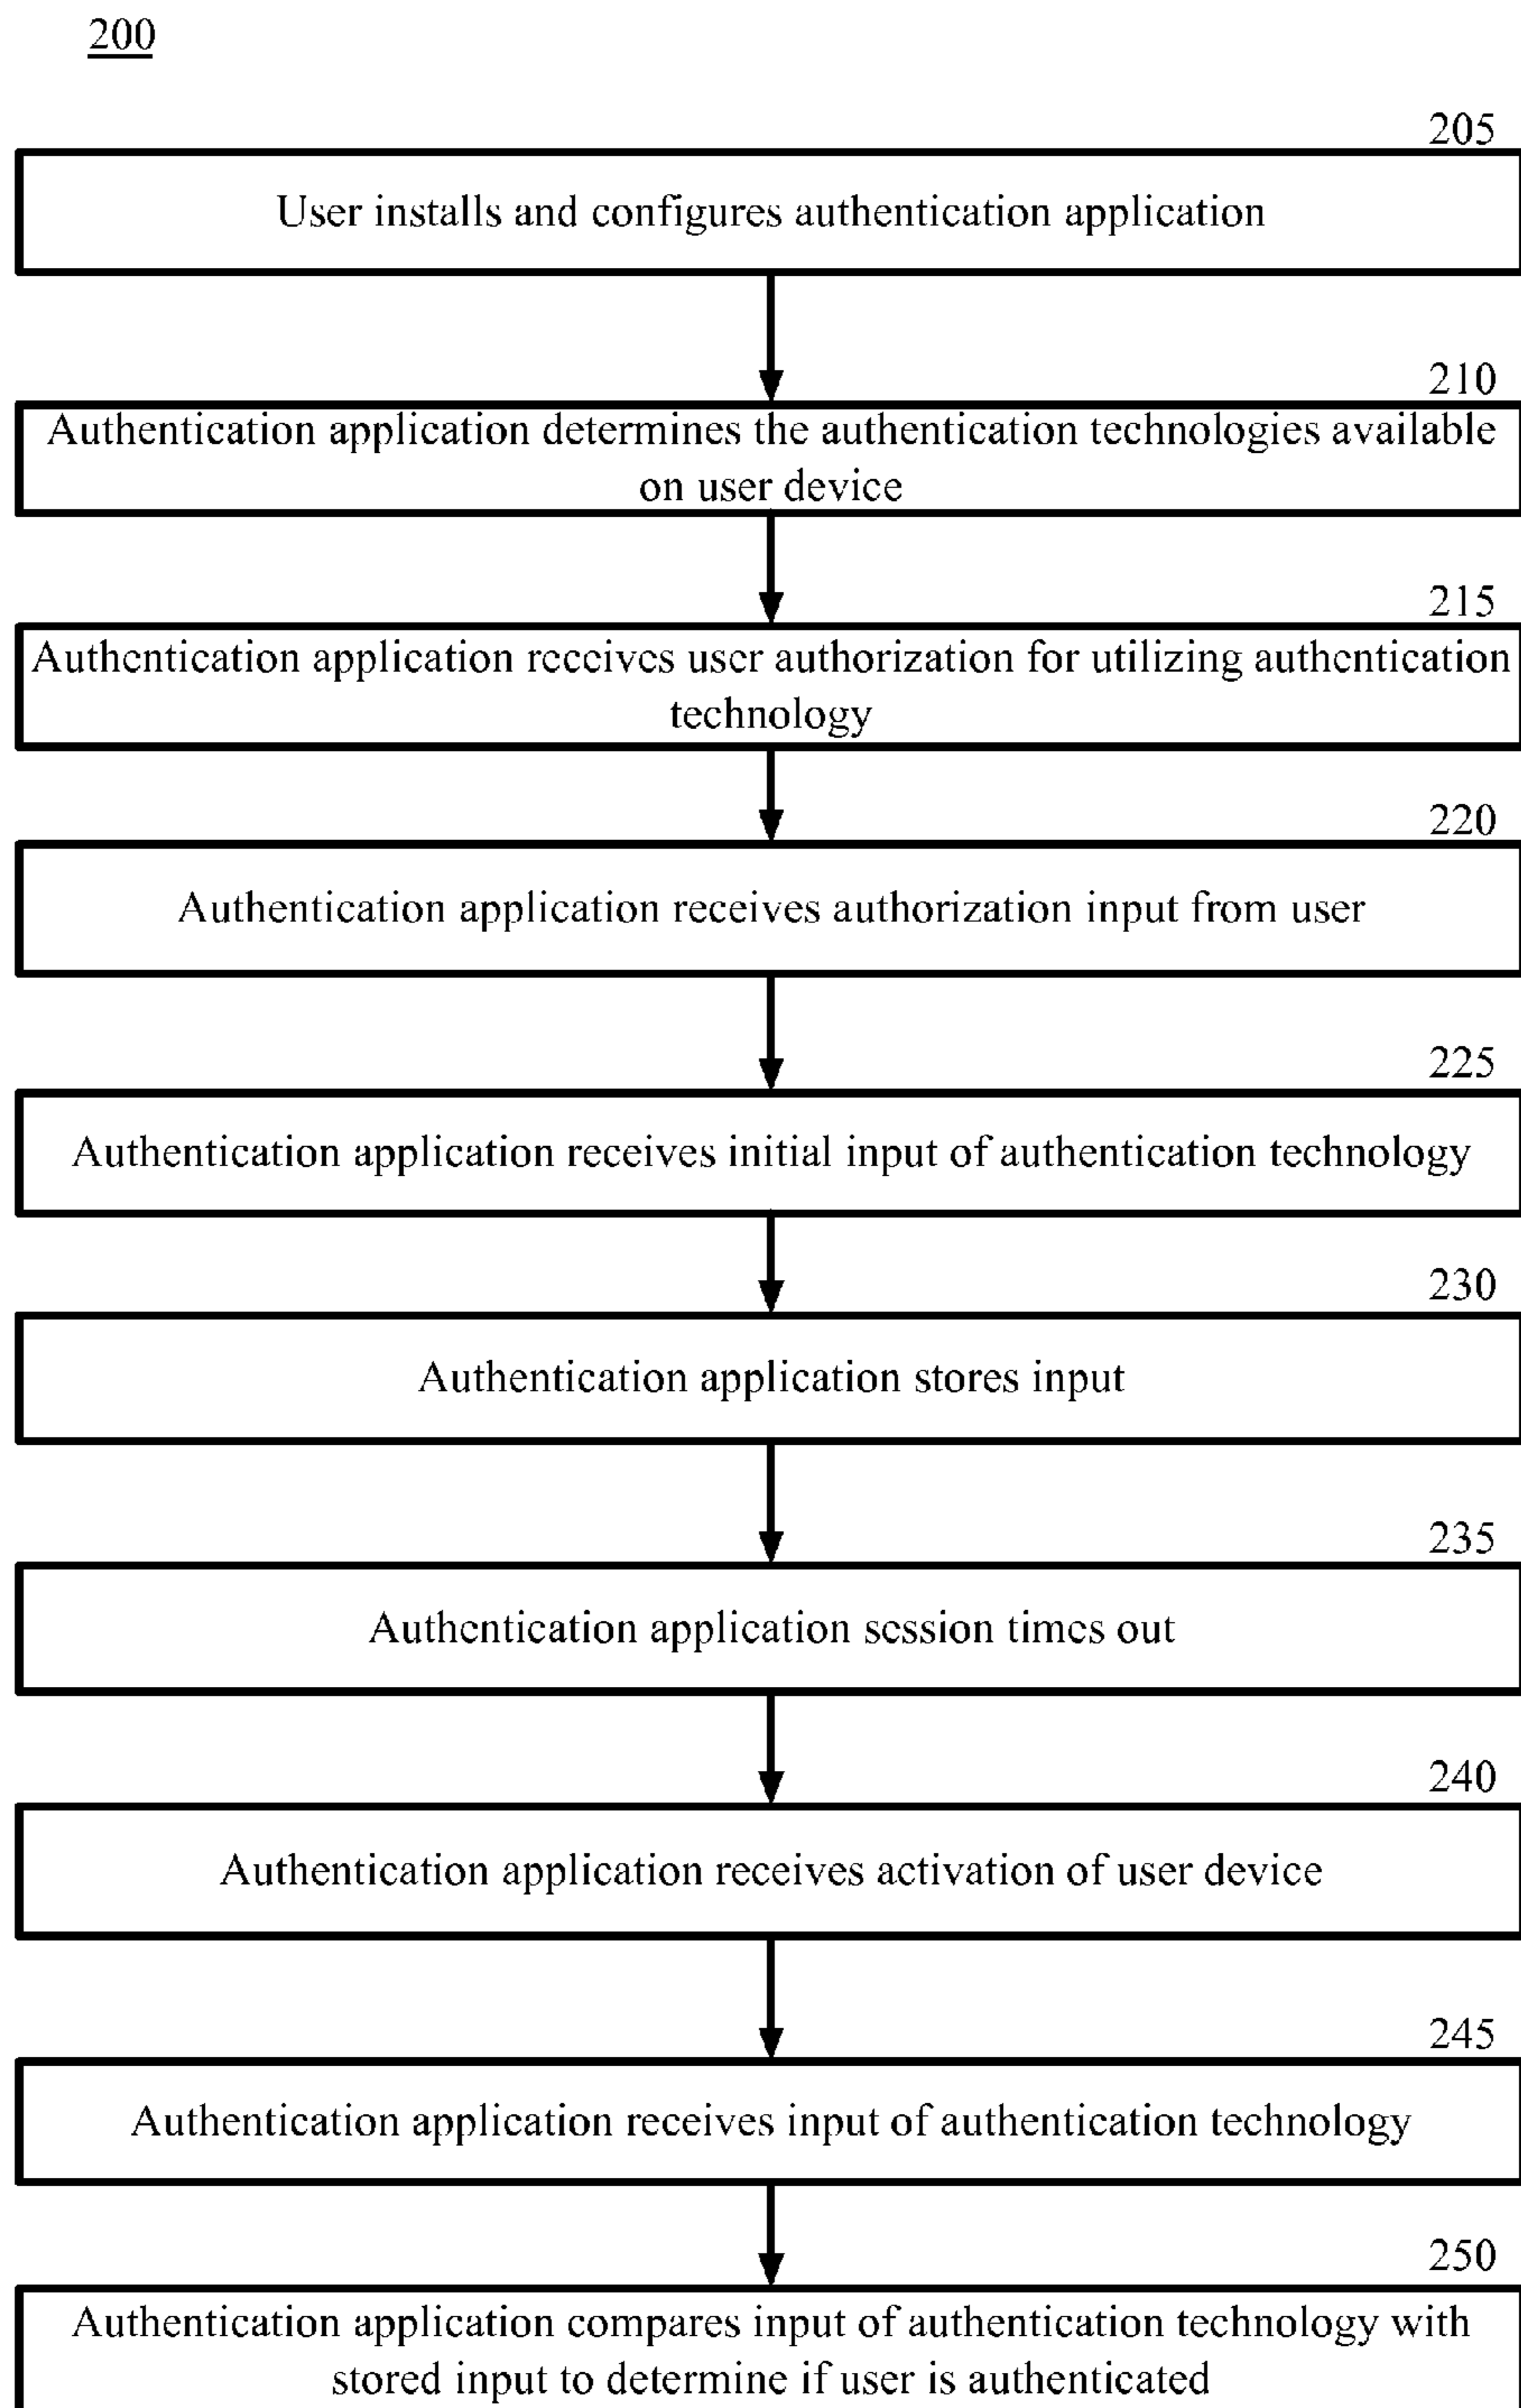 200
205
User installs and configures authentication application
210
Authentication application determines the authentication technologies available
on user device
215
Authentication application receives user authorization for utilizing authentication
technology
220
Authentication application receives authorization input from user
225
Authentication application receives initial input of authentication technology
230
Authentication application stores input
235
Authentication application session times out
240
Authentication application receives activation of user device
245
Authentication application receives input of authentication technology
250
Authentication application compares input of authentication technology with
stored input to determine if user is authenticated